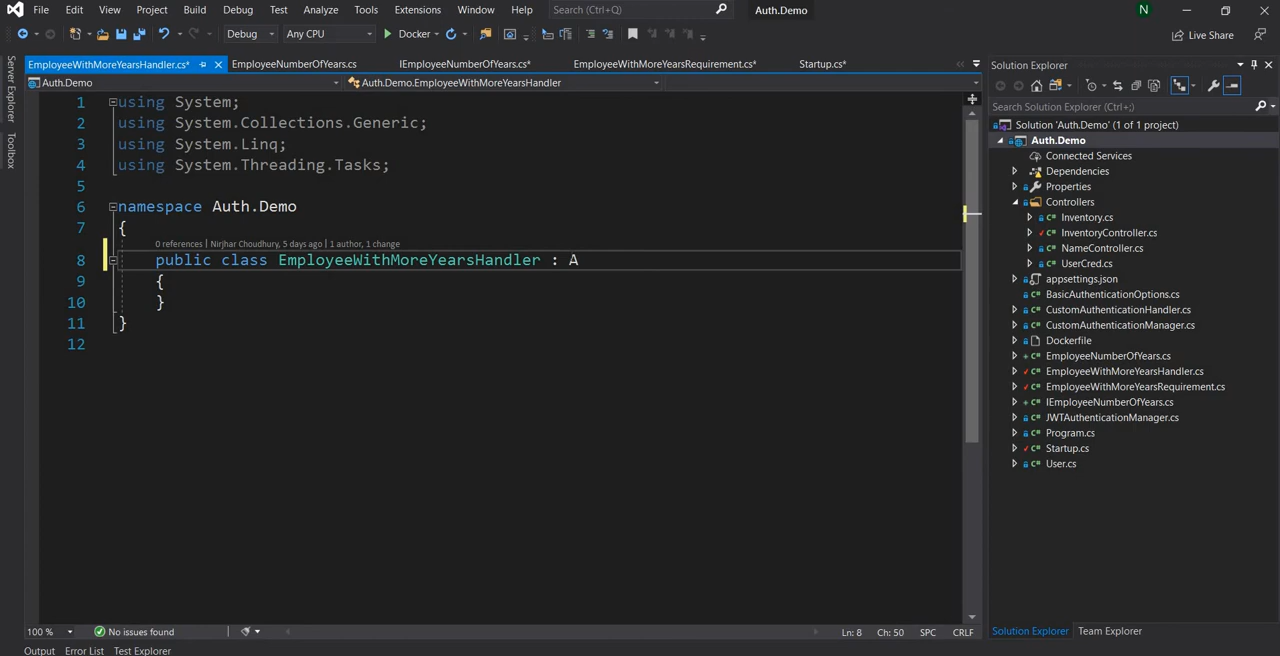 File Edit View Project Build Debug Test Analyze Tools Extensions Window Help Search (Ctrl+Q) Auth.Demo N
Debug Any CPU Docker Live Share
EmployeeWithMoreYearsHandler.cs* EmployeeNumberOfYears.cs IEmployeeNumberOfYears.cs* EmployeeWithMoreYearsRequirement.cs* Startup.cs*
Auth.Demo Auth.Demo.EmployeeWithMoreYearsHandler
Server Explorer
Toolbox
1 using System;
2 using System.Collections.Generic;
3 using System.Linq;
4 using System.Threading.Tasks;
5
6 namespace Auth.Demo
7 {
0 references | Nirjhar Choudhury, 5 days ago | 1 author, 1 change
8 public class EmployeeWithMoreYearsHandler : A
9 {
10 }
11 }
12
100 % No issues found Ln: 8 Ch: 50 SPC CRLF
Output Error List Test Explorer
Solution Explorer
Search Solution Explorer (Ctrl+;)
Solution 'Auth.Demo' (1 of 1 project)
Auth.Demo
Connected Services
Dependencies
Properties
Controllers
C# Inventory.cs
C# InventoryController.cs
C# NameController.cs
C# UserCred.cs
appsettings.json
C# BasicAuthenticationOptions.cs
C# CustomAuthenticationHandler.cs
C# CustomAuthenticationManager.cs
Dockerfile
C# EmployeeNumberOfYears.cs
C# EmployeeWithMoreYearsHandler.cs
C# EmployeeWithMoreYearsRequirement.cs
C# IEmployeeNumberOfYears.cs
C# JWTAuthenticationManager.cs
C# Program.cs
C# Startup.cs
C# User.cs
Solution Explorer Team Explorer